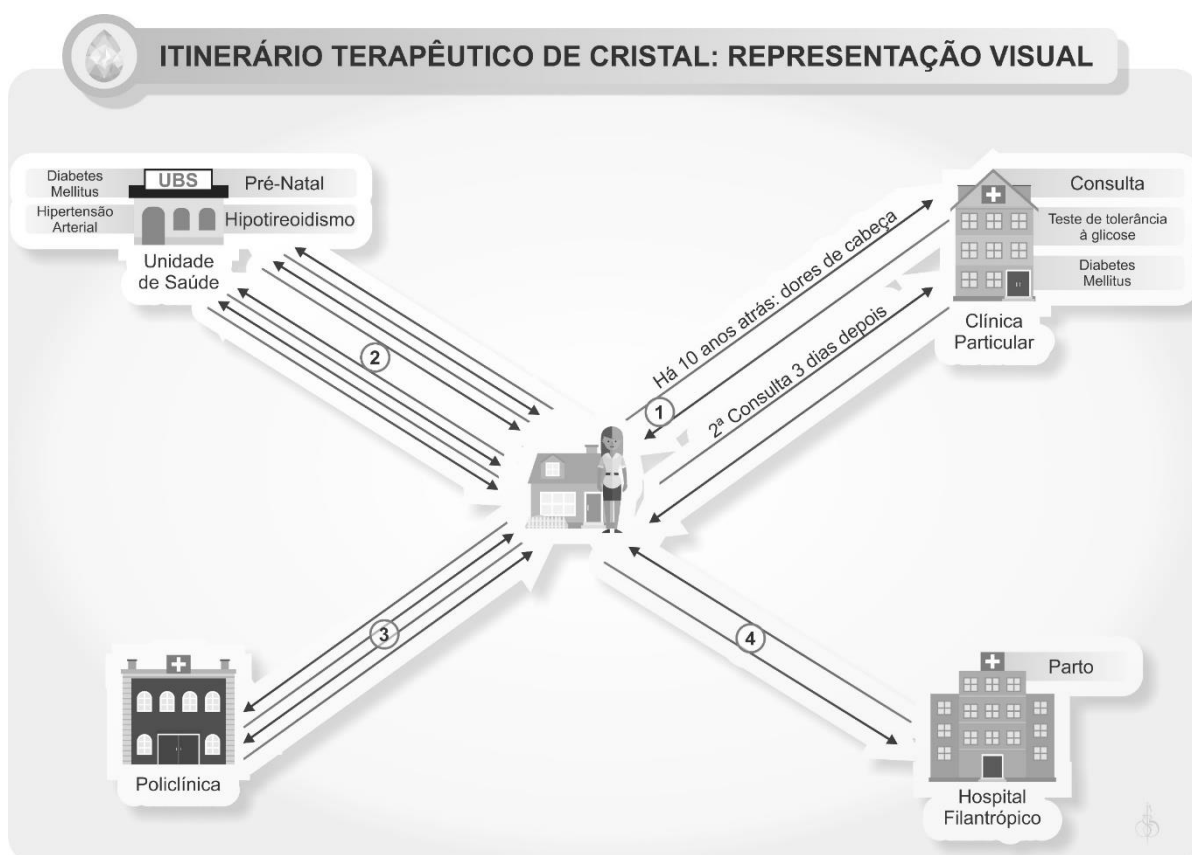 ITINERÁRIO TERAPÊUTICO DE CRISTAL: REPRESENTAÇÃO VISUAL
Diabetes
Mellitus
UBS
Pré-Natal
Hipertensão
Arterial
Hipotireoidismo
Unidade
de Saúde
Consulta
Teste de tolerância
à glicose
Diabetes
Mellitus
Clínica
Particular
Há 10 anos atrás: dores de cabeça
1
2ª Consulta 3 dias depois
2
3
4
Policlínica
Parto
Hospital
Filantrópico